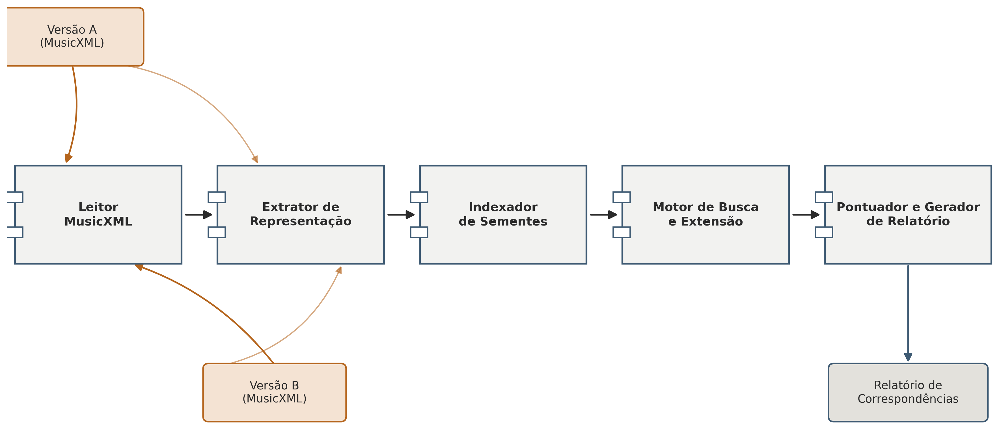 Versão A
(MusicXML)
Leitor
MusicXML
Extrator de
Representação
Indexador
de Sementes
Motor de Busca
e Extensão
Pontuador e Gerador
de Relatório
Versão B
(MusicXML)
Relatório de
Correspondências